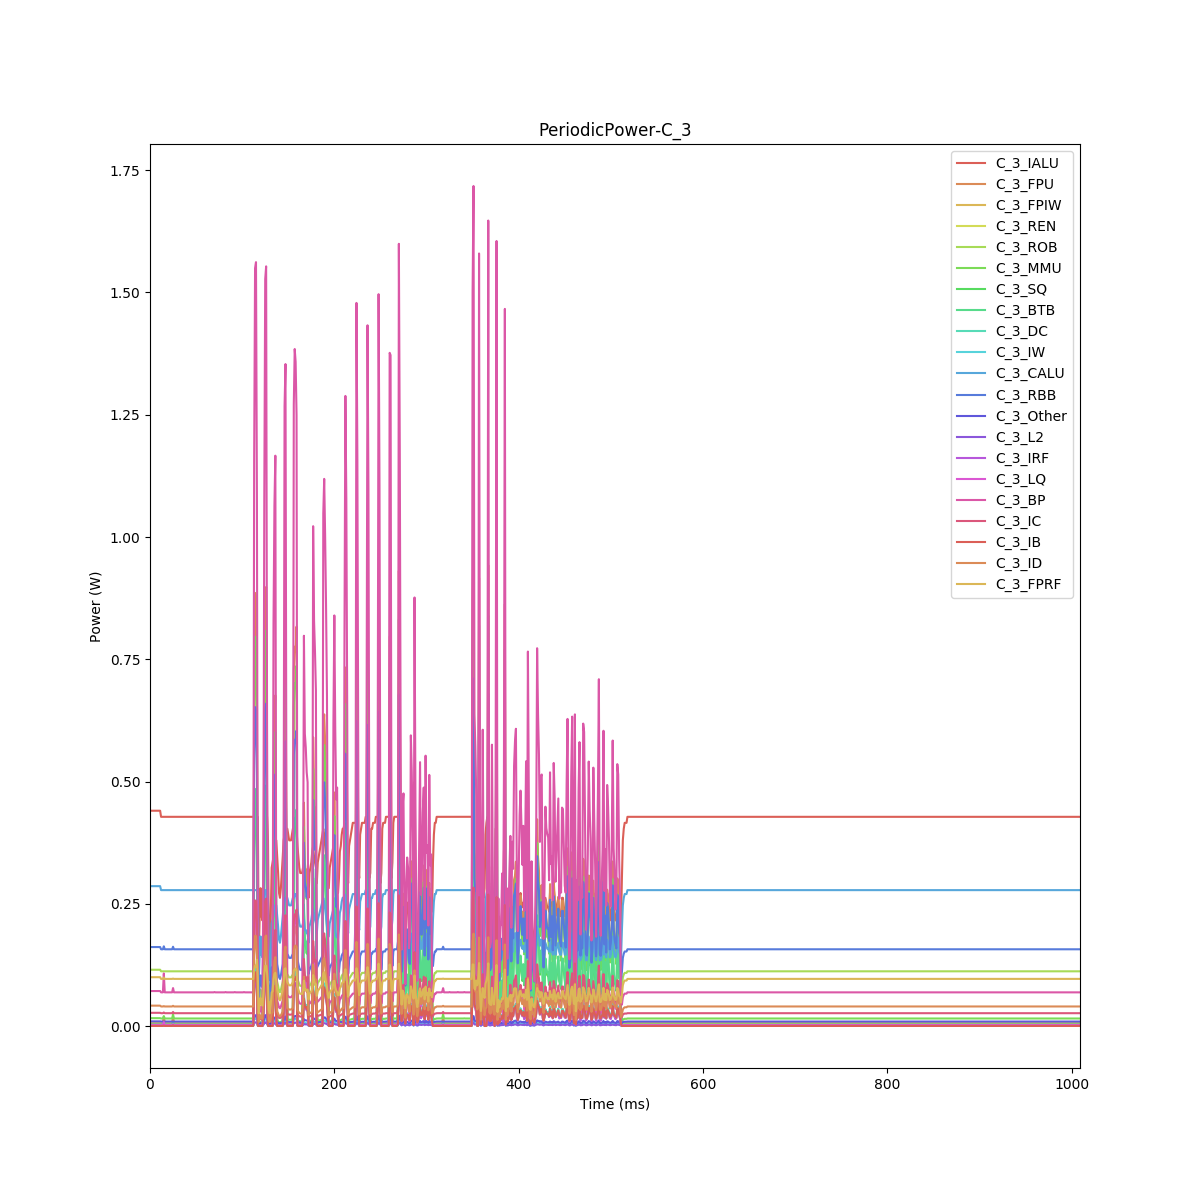 PeriodicPower-C_3
1.75
1.50
1.25
1.00
0.75
0.50
0.25
0.00
Power (W)
0
200
400
600
800
1000
Time (ms)
C_3_IALU
C_3_FPU
C_3_FPIW
C_3_REN
C_3_ROB
C_3_MMU
C_3_SQ
C_3_BTB
C_3_DC
C_3_IW
C_3_CALU
C_3_RBB
C_3_Other
C_3_L2
C_3_IRF
C_3_LQ
C_3_BP
C_3_IC
C_3_IB
C_3_ID
C_3_FPRF